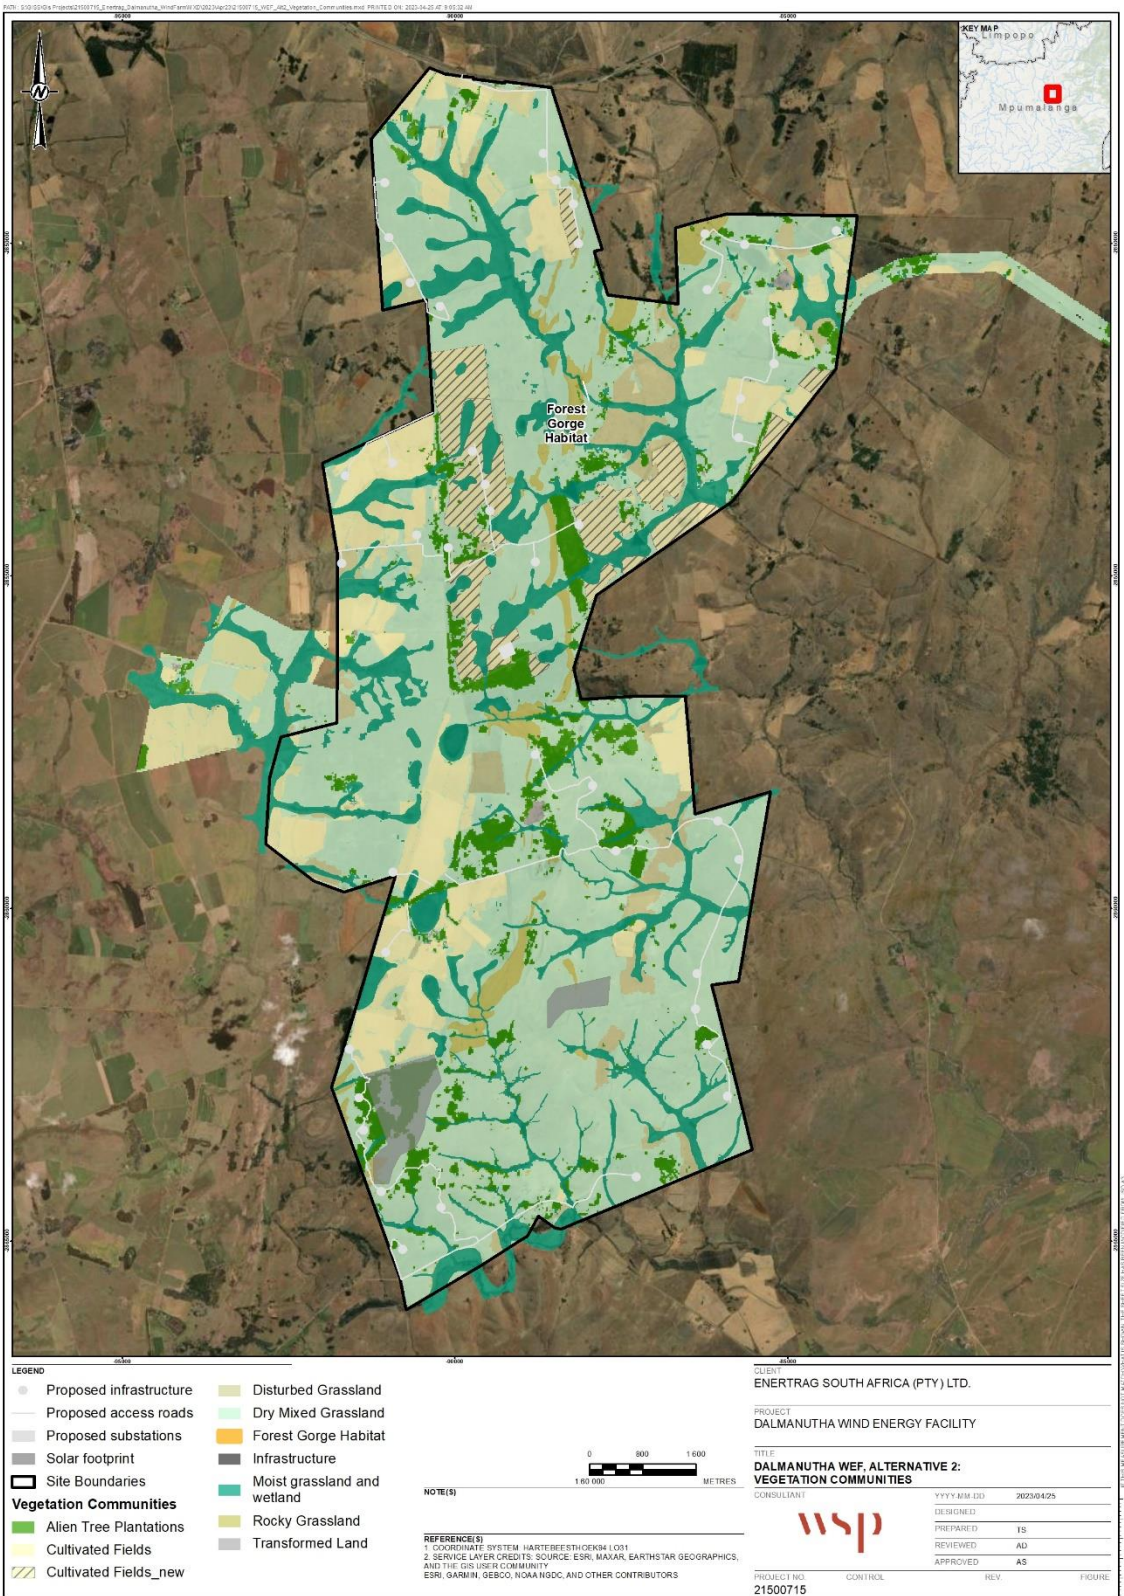 KEY MAP
Limpopo
Mpumalanga
N
Forest
Gorge
Habitat
LEGEND
Proposed infrastructure
Proposed access roads
Proposed substations
Solar footprint
Site Boundaries
Vegetation Communities
Alien Tree Plantations
Cultivated Fields
Cultivated Fields_new
Disturbed Grassland
Dry Mixed Grassland
Forest Gorge Habitat
Infrastructure
Moist grassland and
wetland
Rocky Grassland
Transformed Land
0 800 1 600
1:60 000 METRES
NOTE(S)
REFERENCE(S)
1. COORDINATE SYSTEM: HARTEBEESTHOEK94 LO31
2. SERVICE LAYER CREDITS: SOURCE: ESRI, MAXAR, EARTHSTAR GEOGRAPHICS,
AND THE GIS USER COMMUNITY
ESRI, GARMIN, GEBCO, NOAA NGDC, AND OTHER CONTRIBUTORS
CLIENT
ENERTRAG SOUTH AFRICA (PTY) LTD.
PROJECT
DALMANUTHA WIND ENERGY FACILITY
TITLE
DALMANUTHA WEF, ALTERNATIVE 2:
VEGETATION COMMUNITIES
CONSULTANT
wsp
YYYY-MM-DD 2023/04/25
DESIGNED
PREPARED TS
REVIEWED AD
APPROVED AS
PROJECT NO. CONTROL REV. FIGURE
21500715